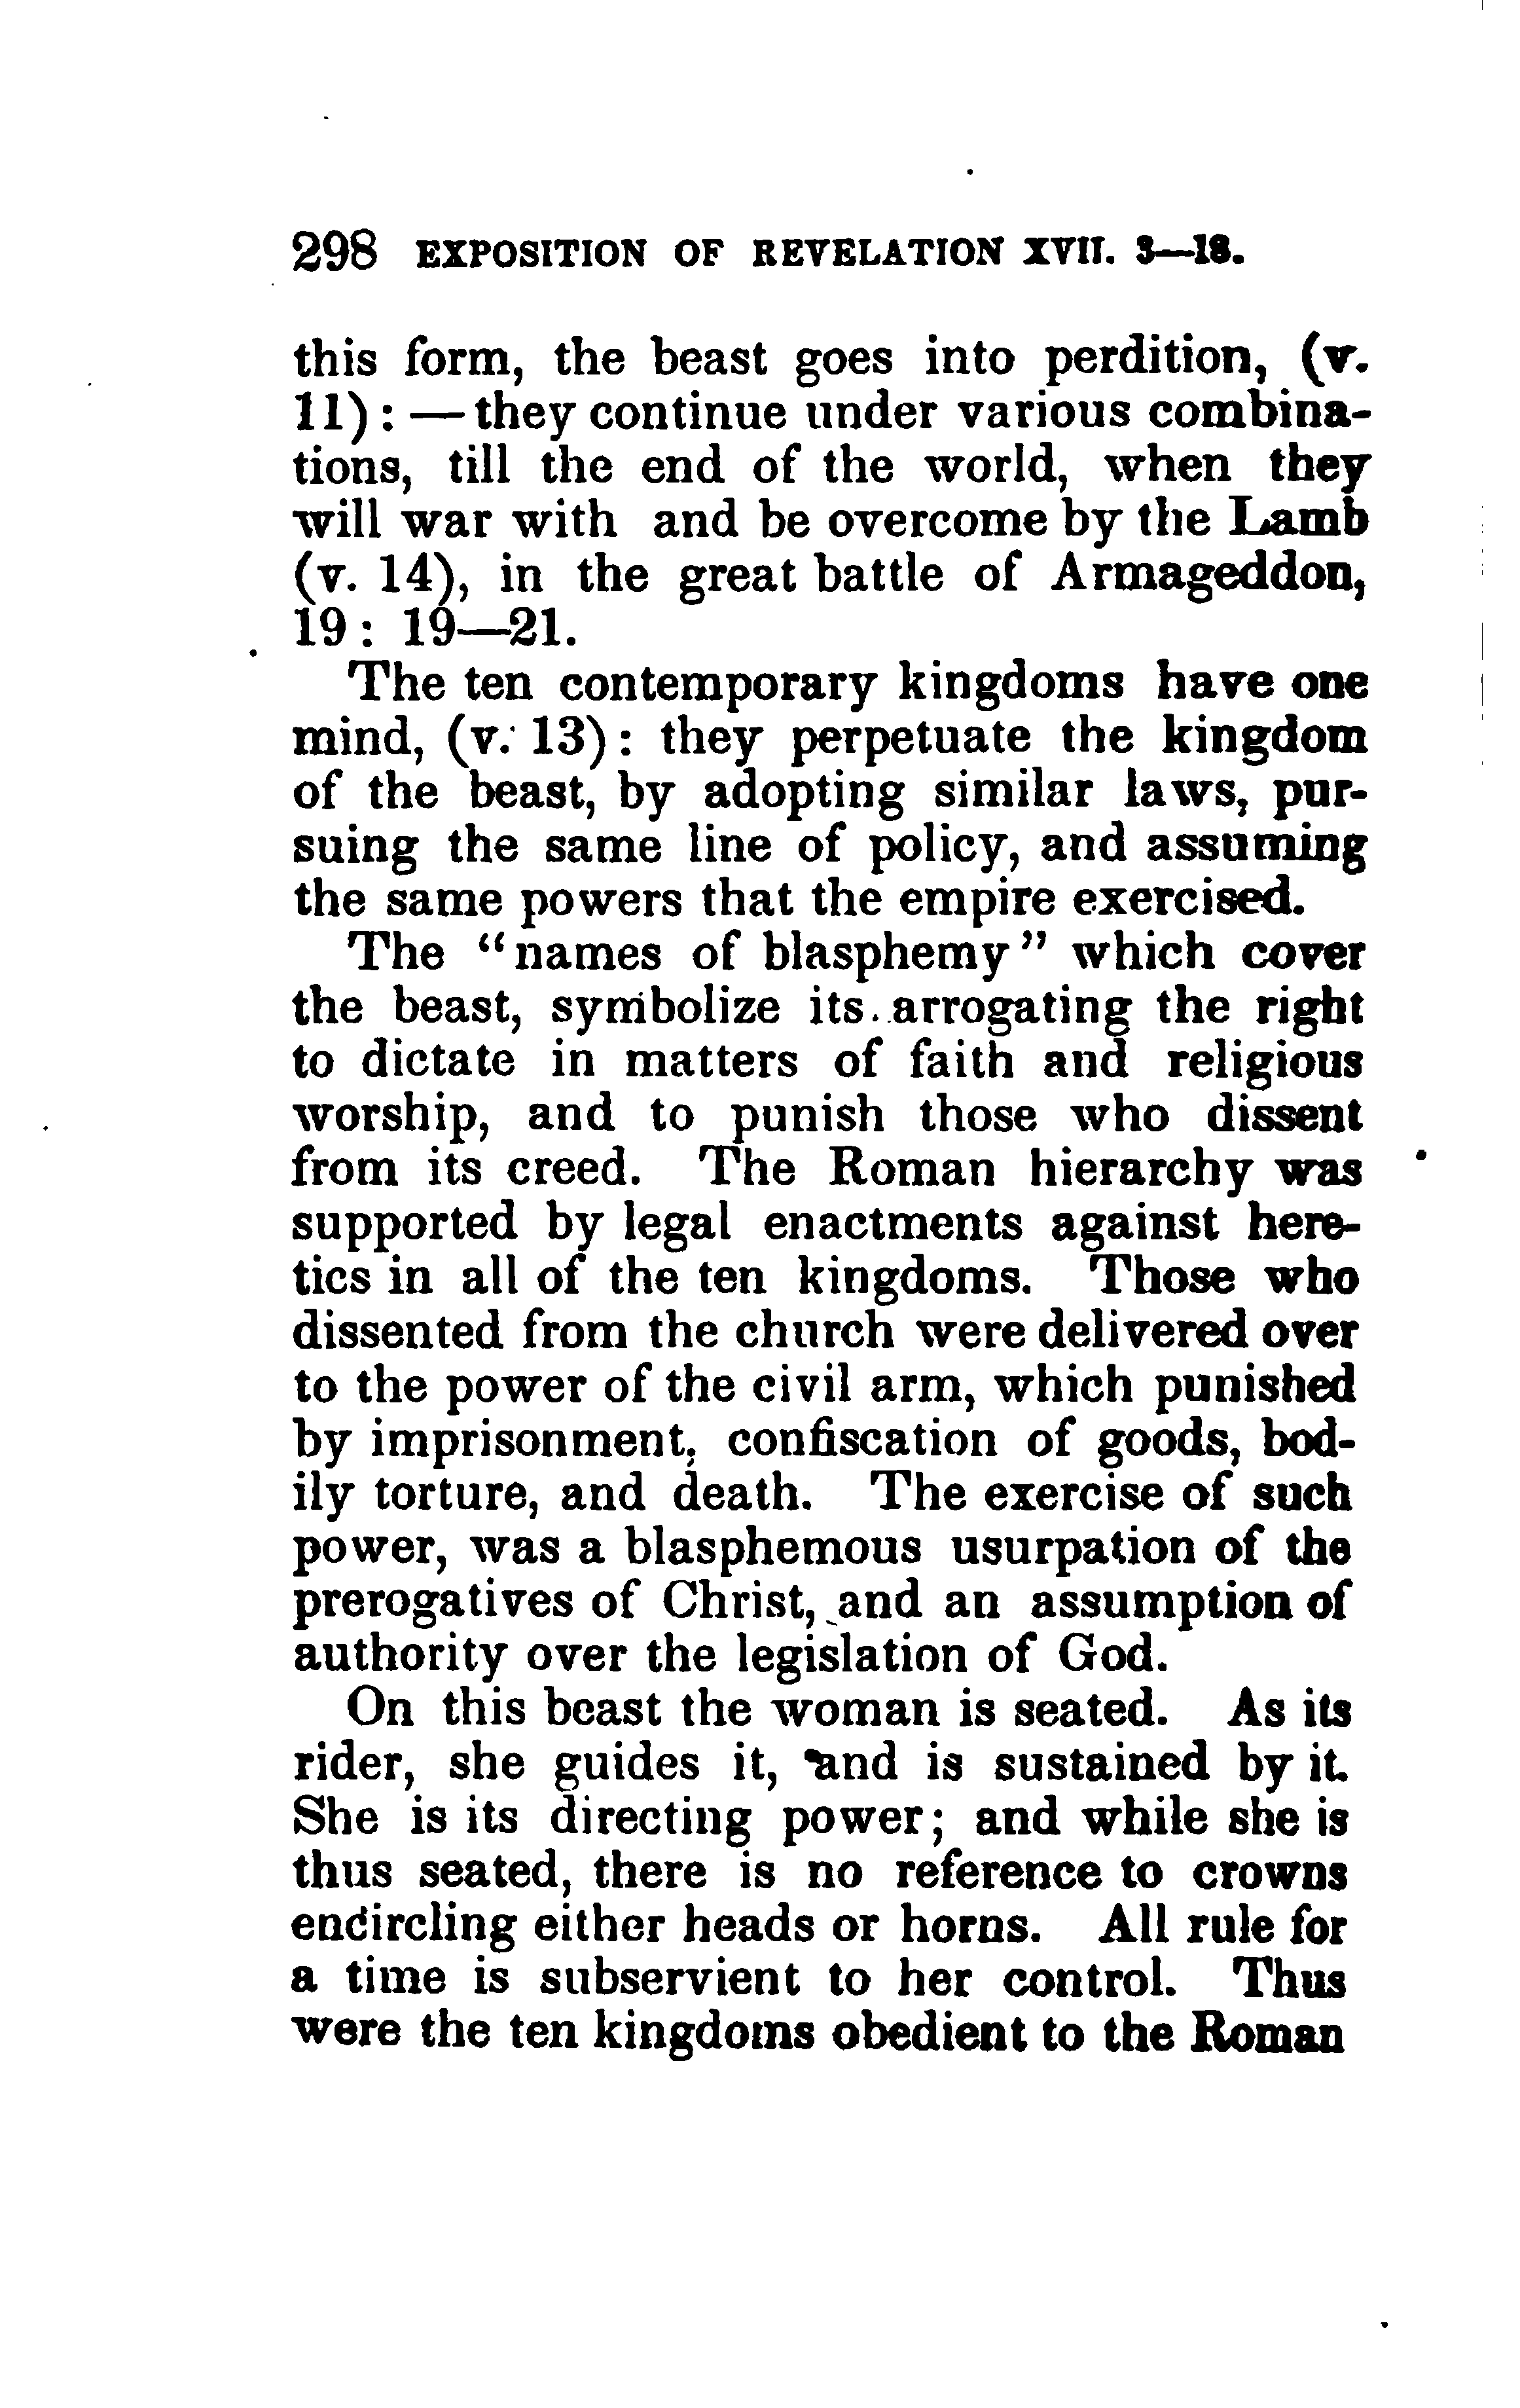 298 EXPOSITION OF REVELATION XVII. 3—18.
this form, the beast goes into perdition, (v.
11): — they continue under various combina-
tions, till the end of the world, when they
will war with and be overcome by the Lamb
(v. 14), in the great battle of Armageddon,
19: 19—21.
The ten contemporary kingdoms have one
mind, (v. 13): they perpetuate the kingdom
of the beast, by adopting similar laws, pur-
suing the same line of policy, and assuming
the same powers that the empire exercised.
The "names of blasphemy" which cover
the beast, symbolize its arrogating the right
to dictate in matters of faith and religious
worship, and to punish those who dissent
from its creed. The Roman hierarchy was
supported by legal enactments against here-
tics in all of the ten kingdoms. Those who
dissented from the church were delivered over
to the power of the civil arm, which punished
by imprisonment, confiscation of goods, bod-
ily torture, and death. The exercise of such
power, was a blasphemous usurpation of the
prerogatives of Christ, and an assumption of
authority over the legislation of God.
On this beast the woman is seated. As its
rider, she guides it, and is sustained by it.
She is its directing power; and while she is
thus seated, there is no reference to crowns
encircling either heads or horns. All rule for
a time is subservient to her control. Thus
were the ten kingdoms obedient to the Roman